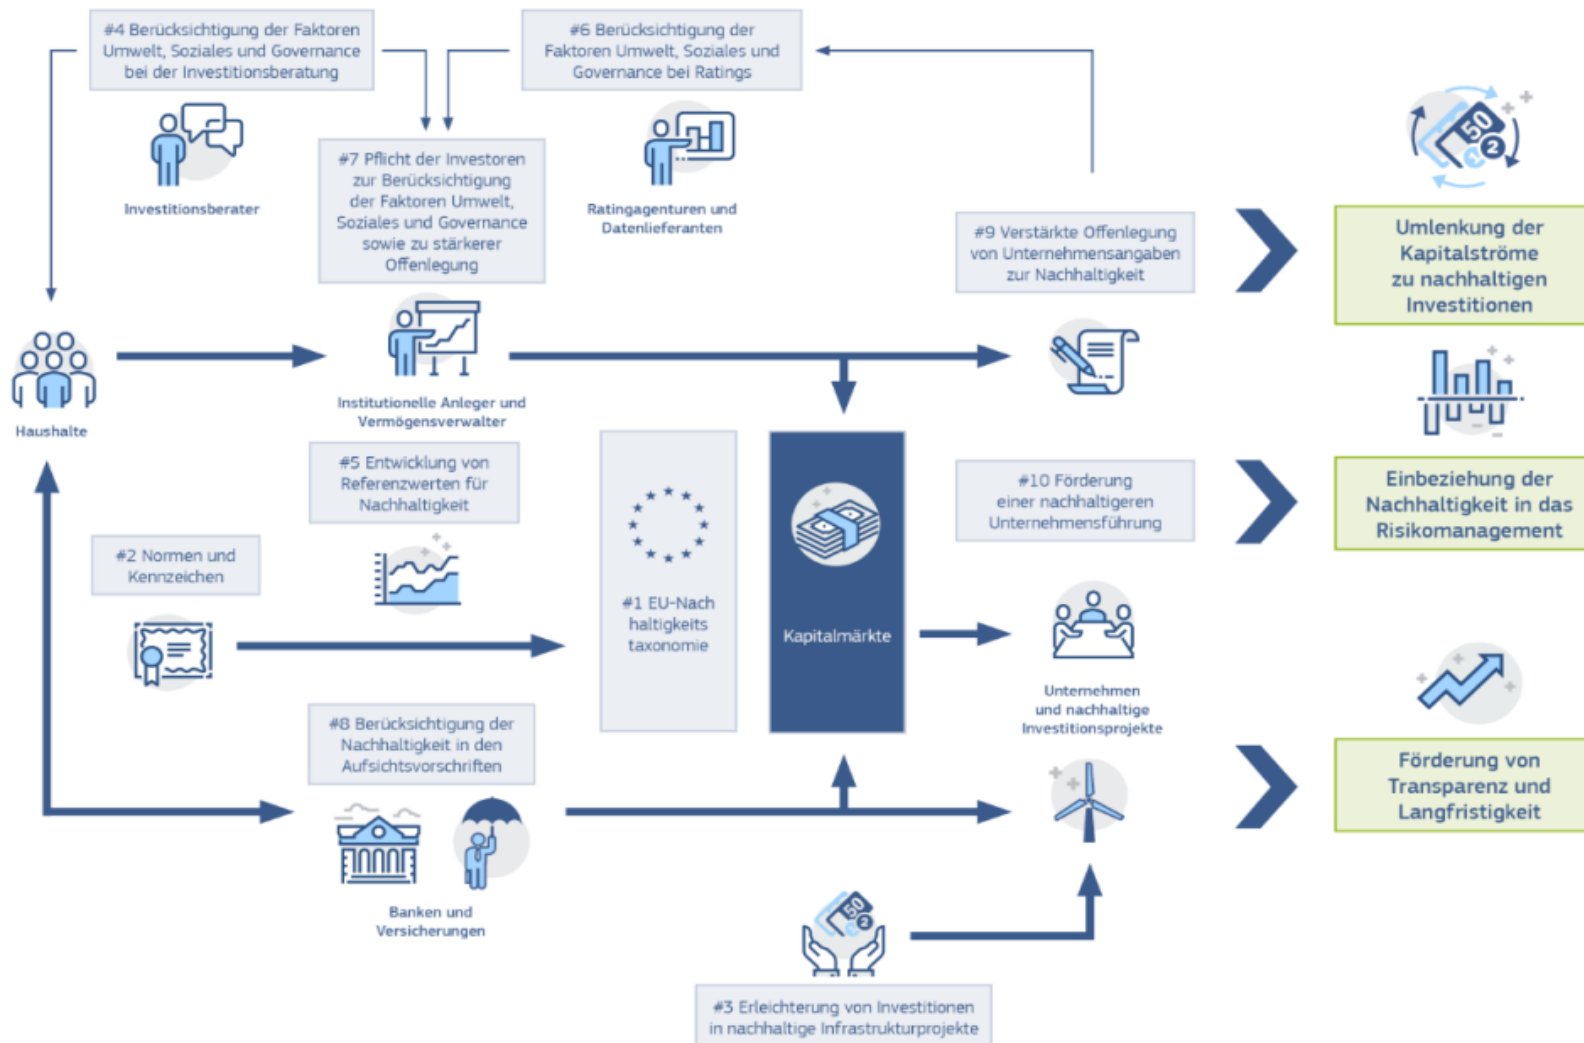 #4 Berücksichtigung der Faktoren
Umwelt, Soziales und Governance
bei der Investitionsberatung
Investitionsberater
#6 Berücksichtigung der
Faktoren Umwelt, Soziales und
Governance bei Ratings
Ratingagenturen und
Datenlieferanten
#7 Pflicht der Investoren
zur Berücksichtigung
der Faktoren Umwelt,
Soziales und Governance
sowie zu stärkerer
Offenlegung
#9 Verstärkte Offenlegung
von Unternehmensangaben
zur Nachhaltigkeit
50
2
Umlenkung der
Kapitalströme
zu nachhaltigen
Investitionen
Haushalte
Institutionelle Anleger und
Vermögensverwalter
#5 Entwicklung von
Referenzwerten für
Nachhaltigkeit
#2 Normen und
Kennzeichen
#1 EU-Nach
haltigkeits
taxonomie
Kapitalmärkte
#10 Förderung
einer nachhaltigeren
Unternehmensführung
Einbeziehung der
Nachhaltigkeit in das
Risikomanagement
Unternehmen
und nachhaltige
Investitionsprojekte
#8 Berücksichtigung der
Nachhaltigkeit in den
Aufsichtsvorschriften
Banken und
Versicherungen
Förderung von
Transparenz und
Langfristigkeit
50
2
#3 Erleichterung von Investitionen
in nachhaltige Infrastrukturprojekte